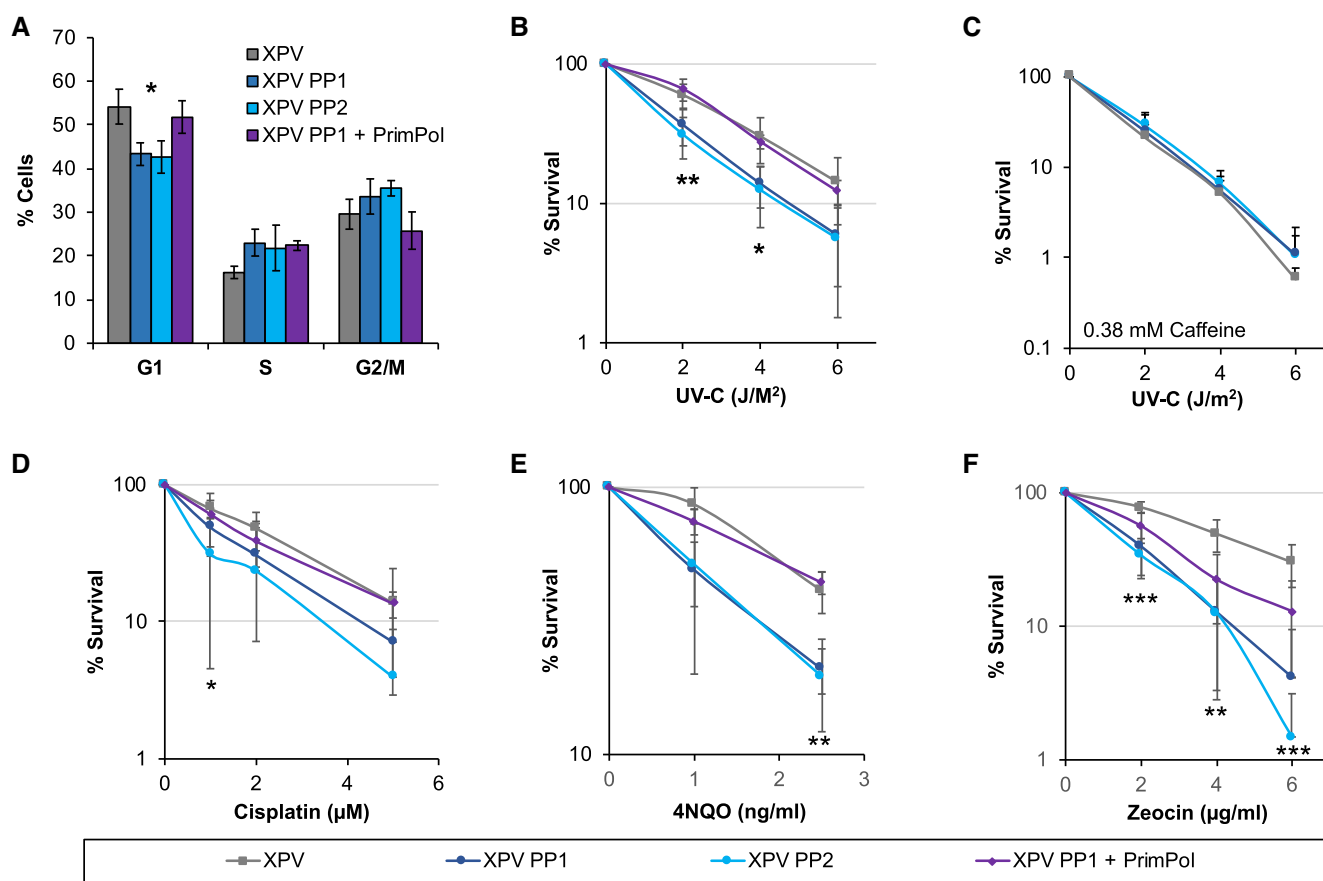 A
70
60
50
40
30
20
10
0
% Cells
*
XPV
XPV PP1
XPV PP2
XPV PP1 + PrimPol
G1 S G2/M
B
100
10
1
% Survival
**
*
0 2 4 6
UV-C (J/M²)
C
100
10
1
0.1
% Survival
0.38 mM Caffeine
0 2 4 6
UV-C (J/m²)
D
100
10
1
% Survival
*
0 2 4 6
Cisplatin (µM)
E
100
10
% Survival
**
0 1 2 3
4NQO (ng/ml)
F
100
10
1
% Survival
***
**
***
0 2 4 6
Zeocin (µg/ml)
XPV XPV PP1 XPV PP2 XPV PP1 + PrimPol